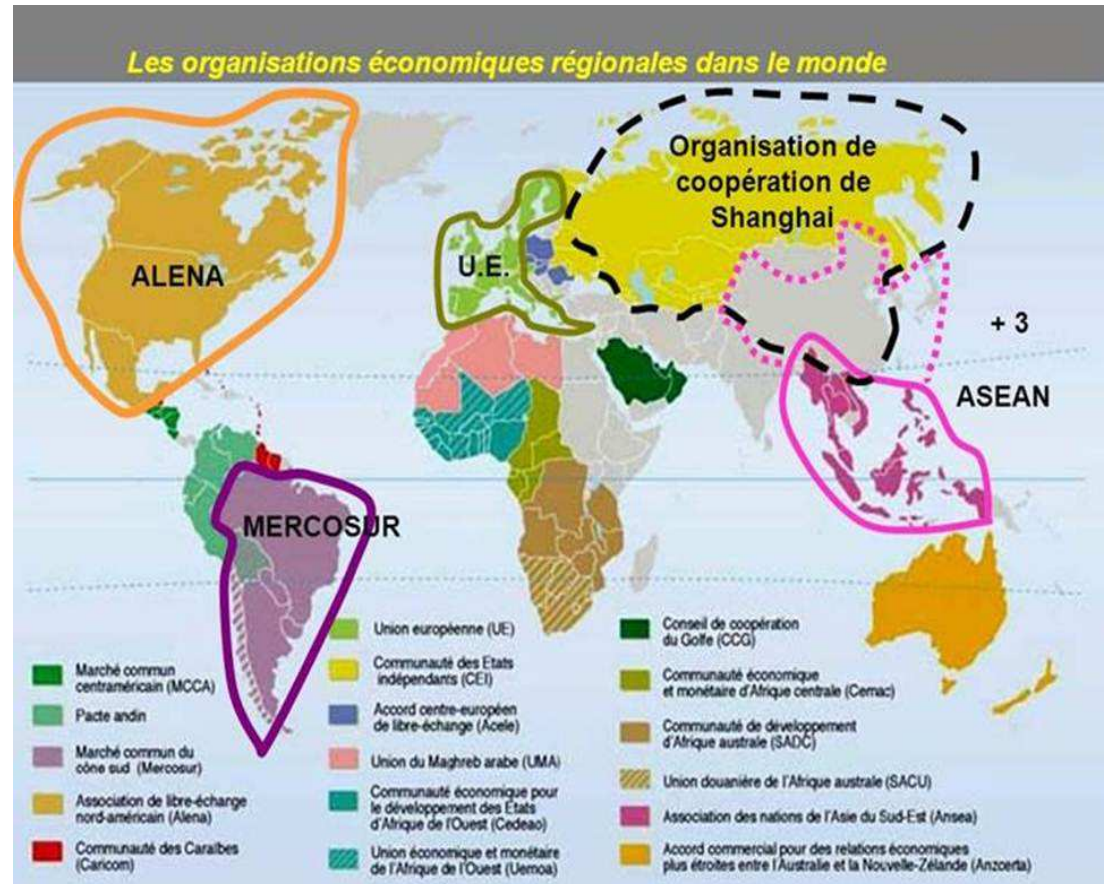 Les organisations économiques régionales dans le monde
Organisation de
coopération de
Shanghai
ALENA
U.E.
+ 3
ASEAN
MERCOSUR
Marché commun
centraméricain (MCCA)
Pacte andin
Marché commun du
cône sud (Mercosur)
Association de libre-échange
nord-américain (Alena)
Communauté des Caraïbes
(Caricom)
Union européenne (UE)
Communauté des Etats
indépendants (CEI)
Accord centre-européen
de libre-échange (Acele)
Union du Maghreb arabe (UMA)
Communauté économique pour
le développement des Etats
d'Afrique de l'Ouest (Cedeao)
Union économique et monétaire
de l'Afrique de l'Ouest (Uemoa)
Conseil de coopération
du Golfe (CCG)
Communauté économique
et monétaire d'Afrique centrale (Cemac)
Communauté de développement
d'Afrique australe (SADC)
Union douanière de l'Afrique australe (SACU)
Association des nations de l'Asie du Sud-Est (Ansea)
Accord commercial pour des relations économiques
plus étroites entre l'Australie et la Nouvelle-Zélande (Anzcerta)